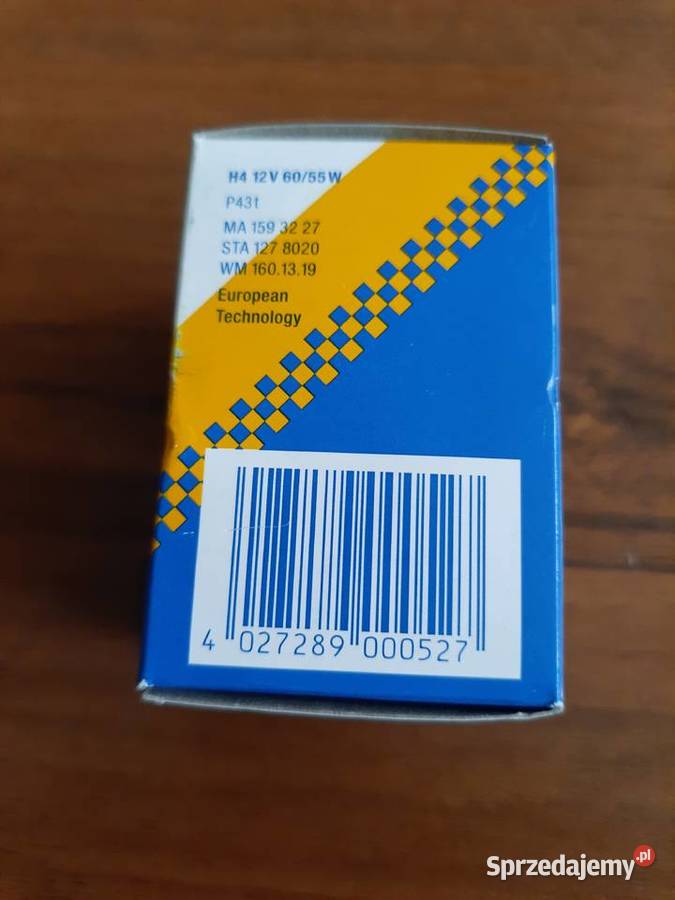 H4 12V 60/55W
P43t
MA 159 32 27
STA 127 8020
WM 160.13.19
European
Technology
4 027289 000527
Sprzedajemy.pl